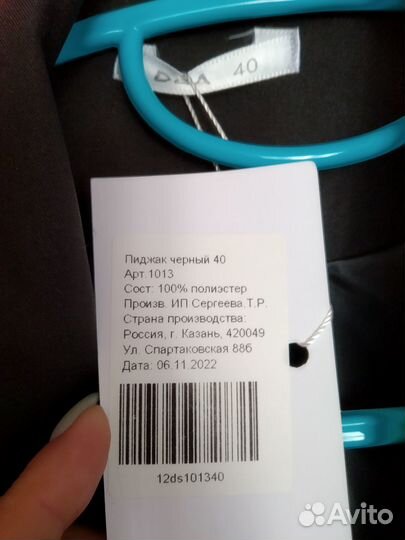 40
Пиджак черный 40
Арт.1013
Сост: 100% полиэстер
Произв. ИП Сергеева.Т.Р.
Страна производства:
Россия, г. Казань, 420049
Ул. Спартаковская 88б
Дата: 06.11.2022
12ds101340
Avito